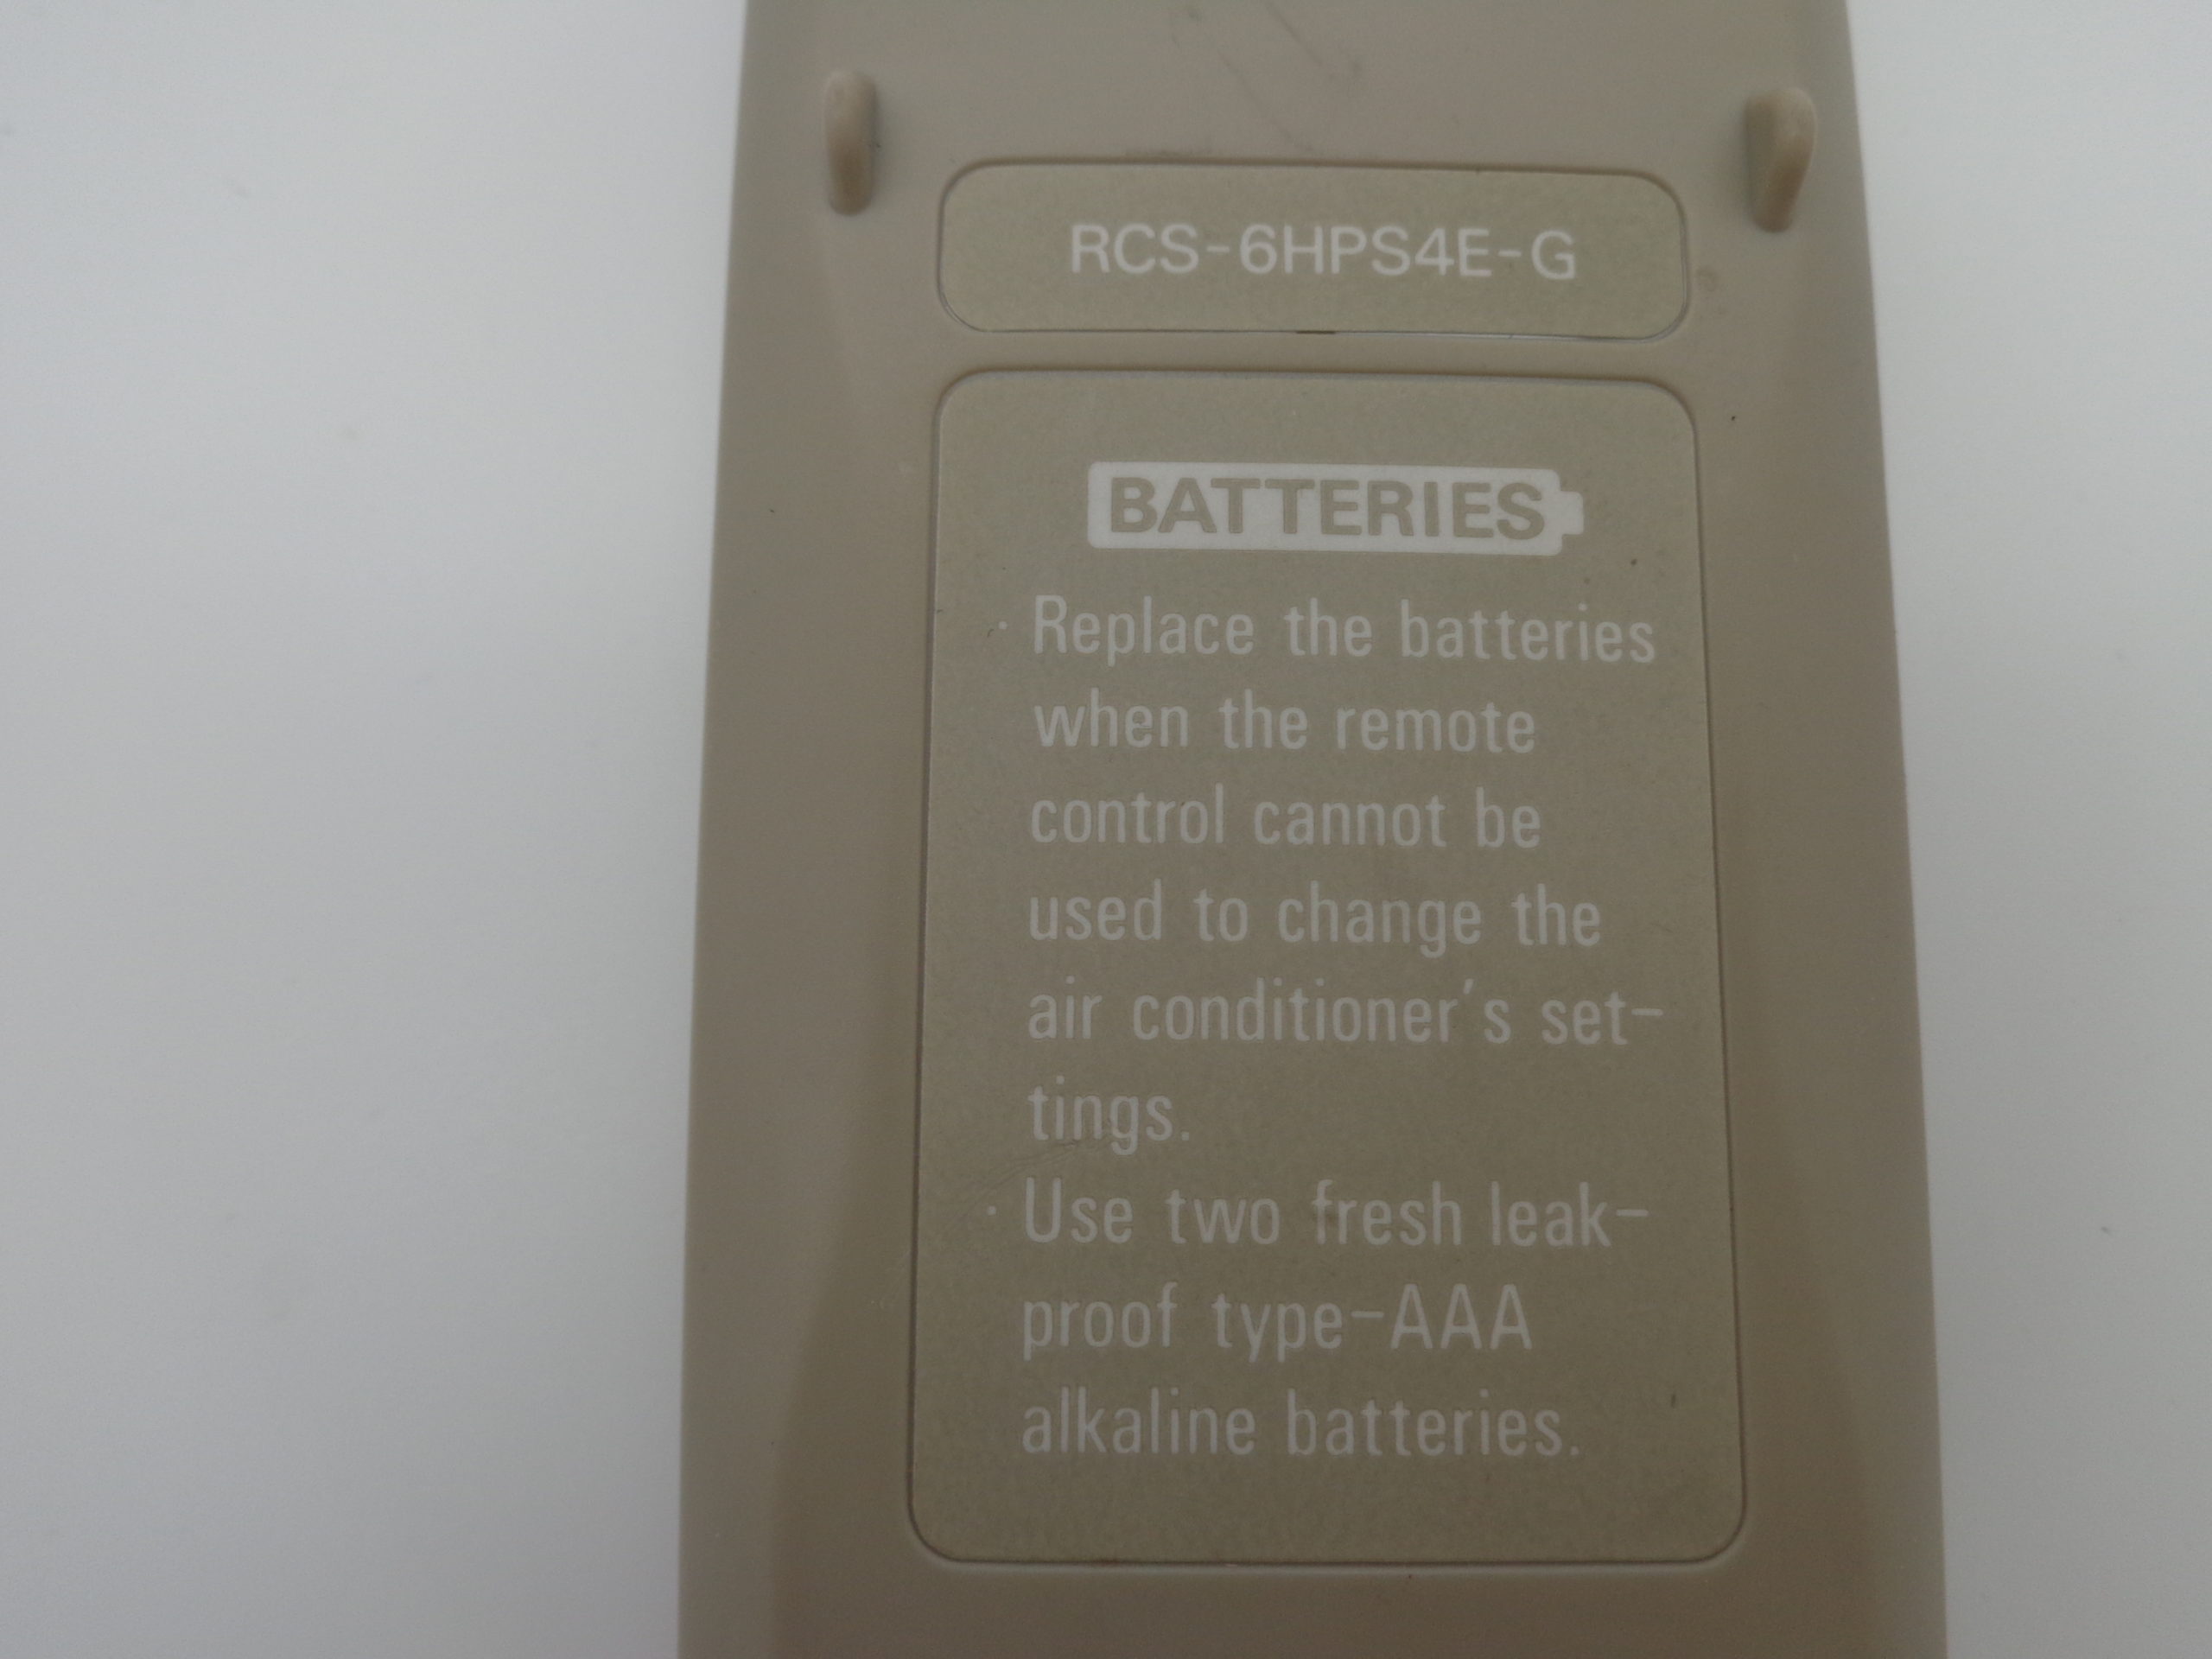 RCS-6HPS4E-G
BATTERIES
· Replace the batteries
when the remote
control cannot be
used to change the
air conditioner's set-
tings.
· Use two fresh leak-
proof type-AAA
alkaline batteries.